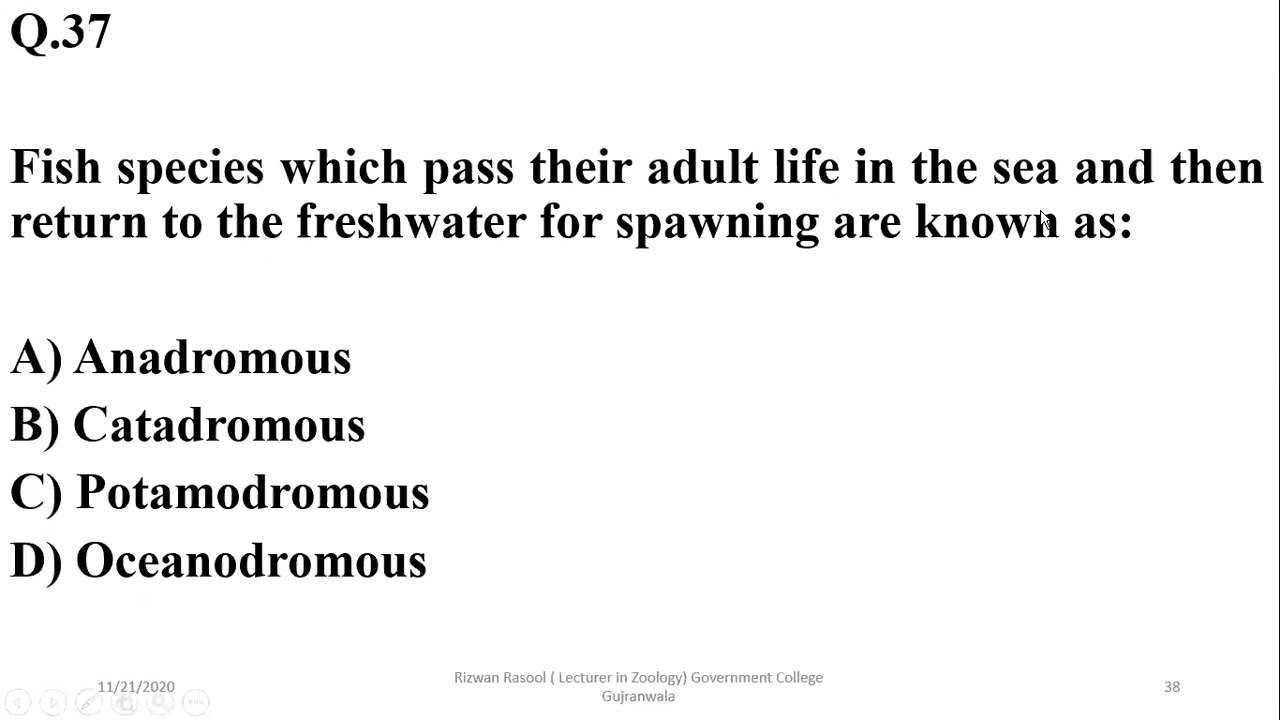 Q.37
Fish species which pass their adult life in the sea and then
return to the freshwater for spawning are known as:
A) Anadromous
B) Catadromous
C) Potamodromous
D) Oceanodromous
11/21/2020
Rizwan Rasool ( Lecturer in Zoology) Government College
Gujranwala
38